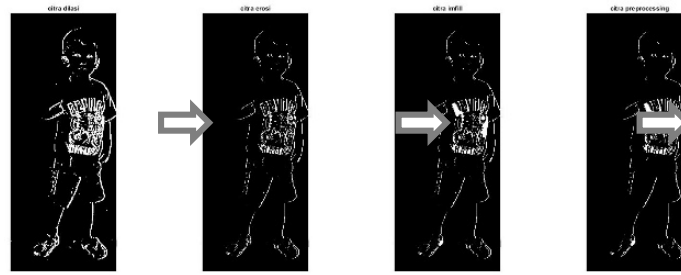 citra dilasi
citra erosi
citra imfill
citra preprocessing